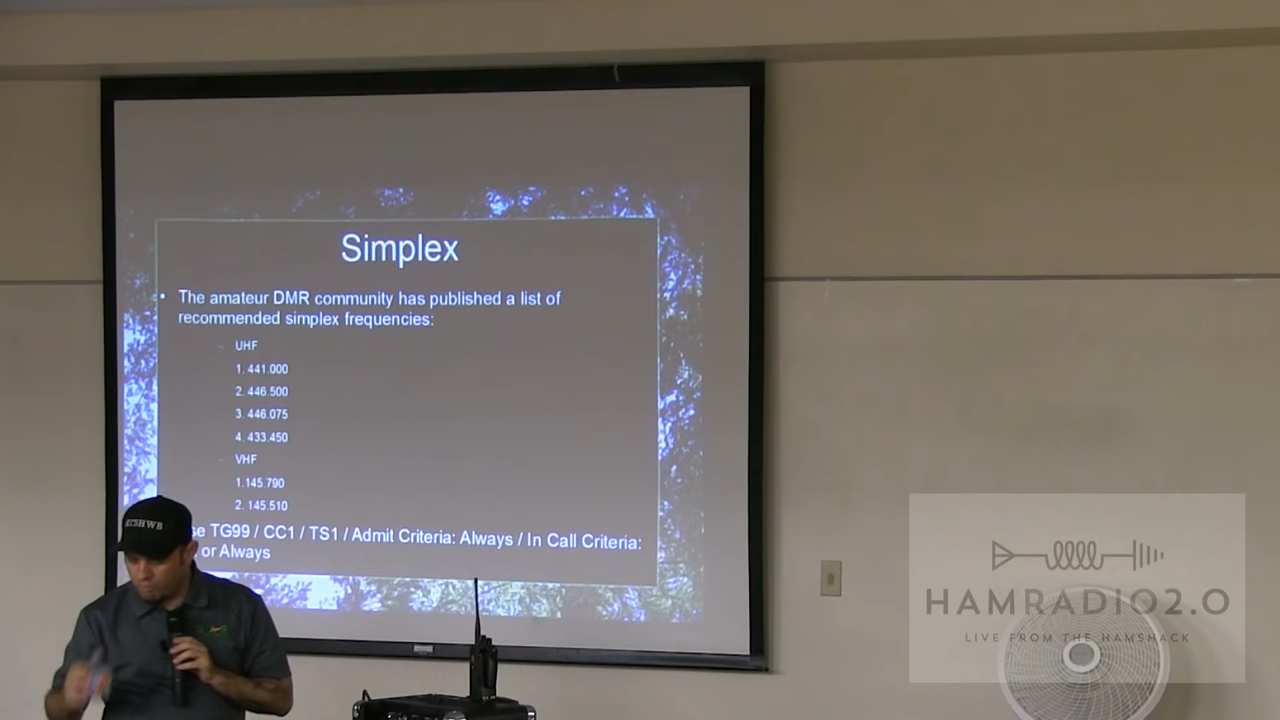 Simplex
• The amateur DMR community has published a list of
recommended simplex frequencies:
– UHF
1. 441.000
2. 446.500
3. 446.075
4. 433.450
– VHF
1.145.790
2. 145.510
TG99 / CC1 / TS1 / Admit Criteria: Always / In Call Criteria:
or Always
HAMRADIO2.0
LIVE FROM THE HAMSHACK